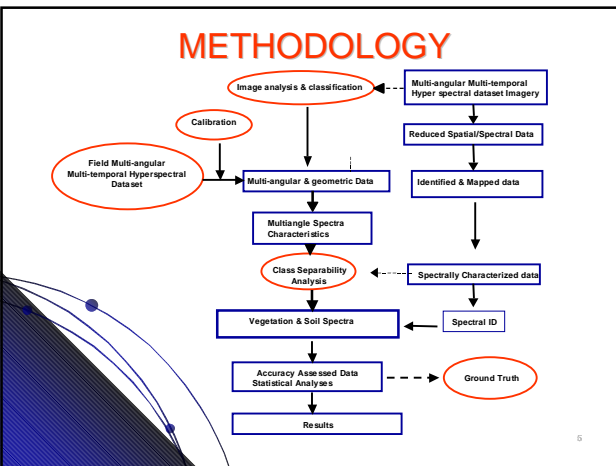 METHODOLOGY
Image analysis & classification
Multi-angular Multi-temporal
Hyper spectral dataset Imagery
Calibration
Reduced Spatial/Spectral Data
Field Multi-angular
Multi-temporal Hyperspectral
Dataset
Multi-angular & geometric Data
Identified & Mapped data
Multiangle Spectra
Characteristics
Class Separability
Analysis
Spectrally Characterized data
Vegetation & Soil Spectra
Spectral ID
Accuracy Assessed Data
Statistical Analyses
Ground Truth
Results
5